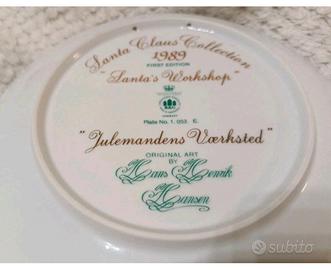 Santa Claus Collection
1989
FIRST EDITION
"Santa's Workshop"
Plate No. 1. 053. E.
"Julemandens Værksted"
ORIGINAL ART
BY
Hans Henrik
Hansen
subito